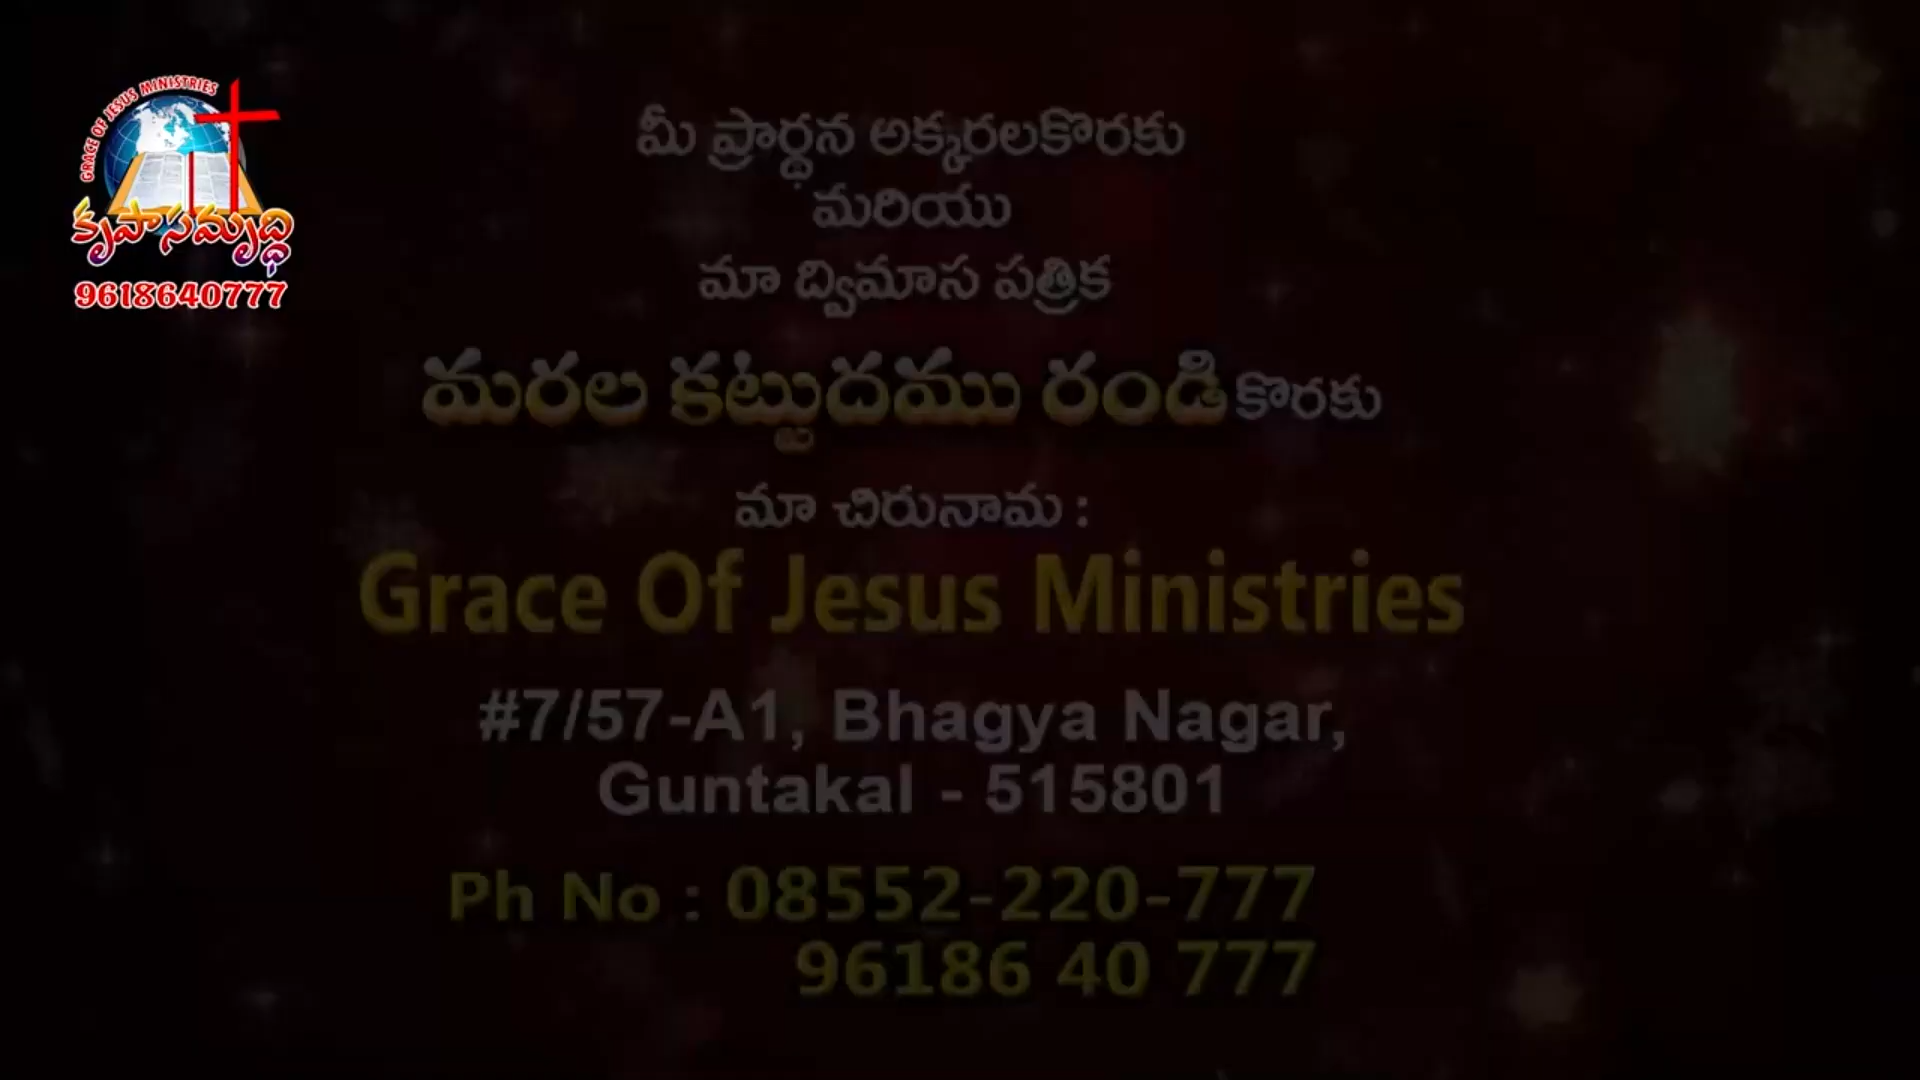 GRACE OF JESUS MINISTRIES
కృపాసమృద్ధి
9618640777
మీ ప్రార్ధన అక్కరలకొరకు
మరియు
మా ద్విమాస పత్రిక
మరల కట్టుదము రండి కొరకు
మా చిరునామ :
Grace Of Jesus Ministries
#7/57-A1, Bhagya Nagar,
Guntakal - 515801
Ph No : 08552-220-777
96186 40 777